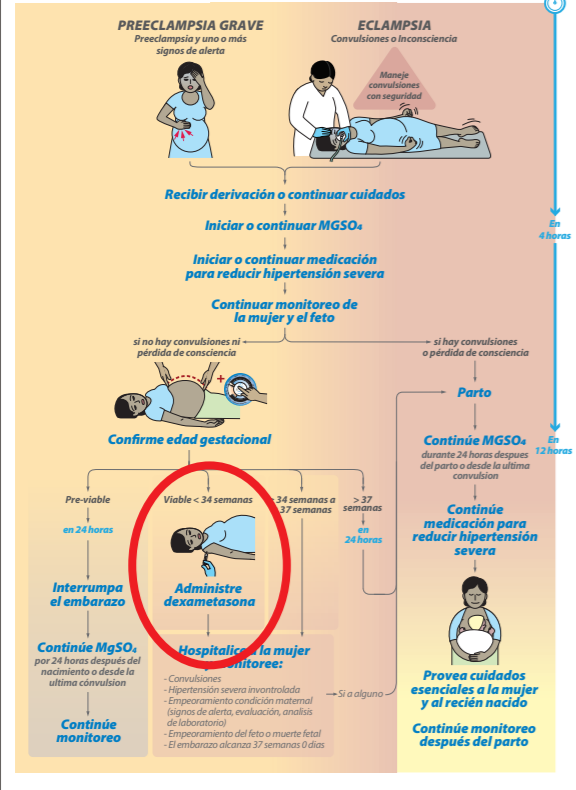 PREECLAMPSIA GRAVE
Preeclampsia y uno o más
signos de alerta
ECLAMPSIA
Convulsiones o Inconsciencia
Maneje
convulsiones
con seguridad
Recibir derivación o continuar cuidados
Iniciar o continuar MGSO₄
Iniciar o continuar medicación
para reducir hipertensión severa
Continuar monitoreo de
la mujer y el feto
En
4 horas
si no hay convulsiones ni
pérdida de consciencia
si hay convulsiones
o pérdida de consciencia
Confirme edad gestacional
Pre-viable
en 24 horas
Interrumpa
el embarazo
Continúe MgSO₄
por 24 horas después del
nacimiento o desde la
ultima cónvulsion
Continúe
monitoreo
Viable < 34 semanas
Administre
dexametasona
34 semanas a
37 semanas
> 37
semanas
en
24 horas
Hospitalice a la mujer
y monitoree:
- Convulsiones
- Hipertensión severa invontrolada
- Empeoramiento condición maternal
(signos de alerta, evaluación, analisis
de laboratorio)
- Empeoramiento del feto o muerte fetal
- El embarazo alcanza 37 semanas 0 dias
Si a alguno
Parto
En
12 horas
Continúe MGSO₄
durante 24 horas despues
del parto o desde la ultima
convulsion
Continúe
medicación para
reducir hipertensión
severa
Provea cuidados
esenciales a la mujer
y al recién nacido
Continúe monitoreo
después del parto